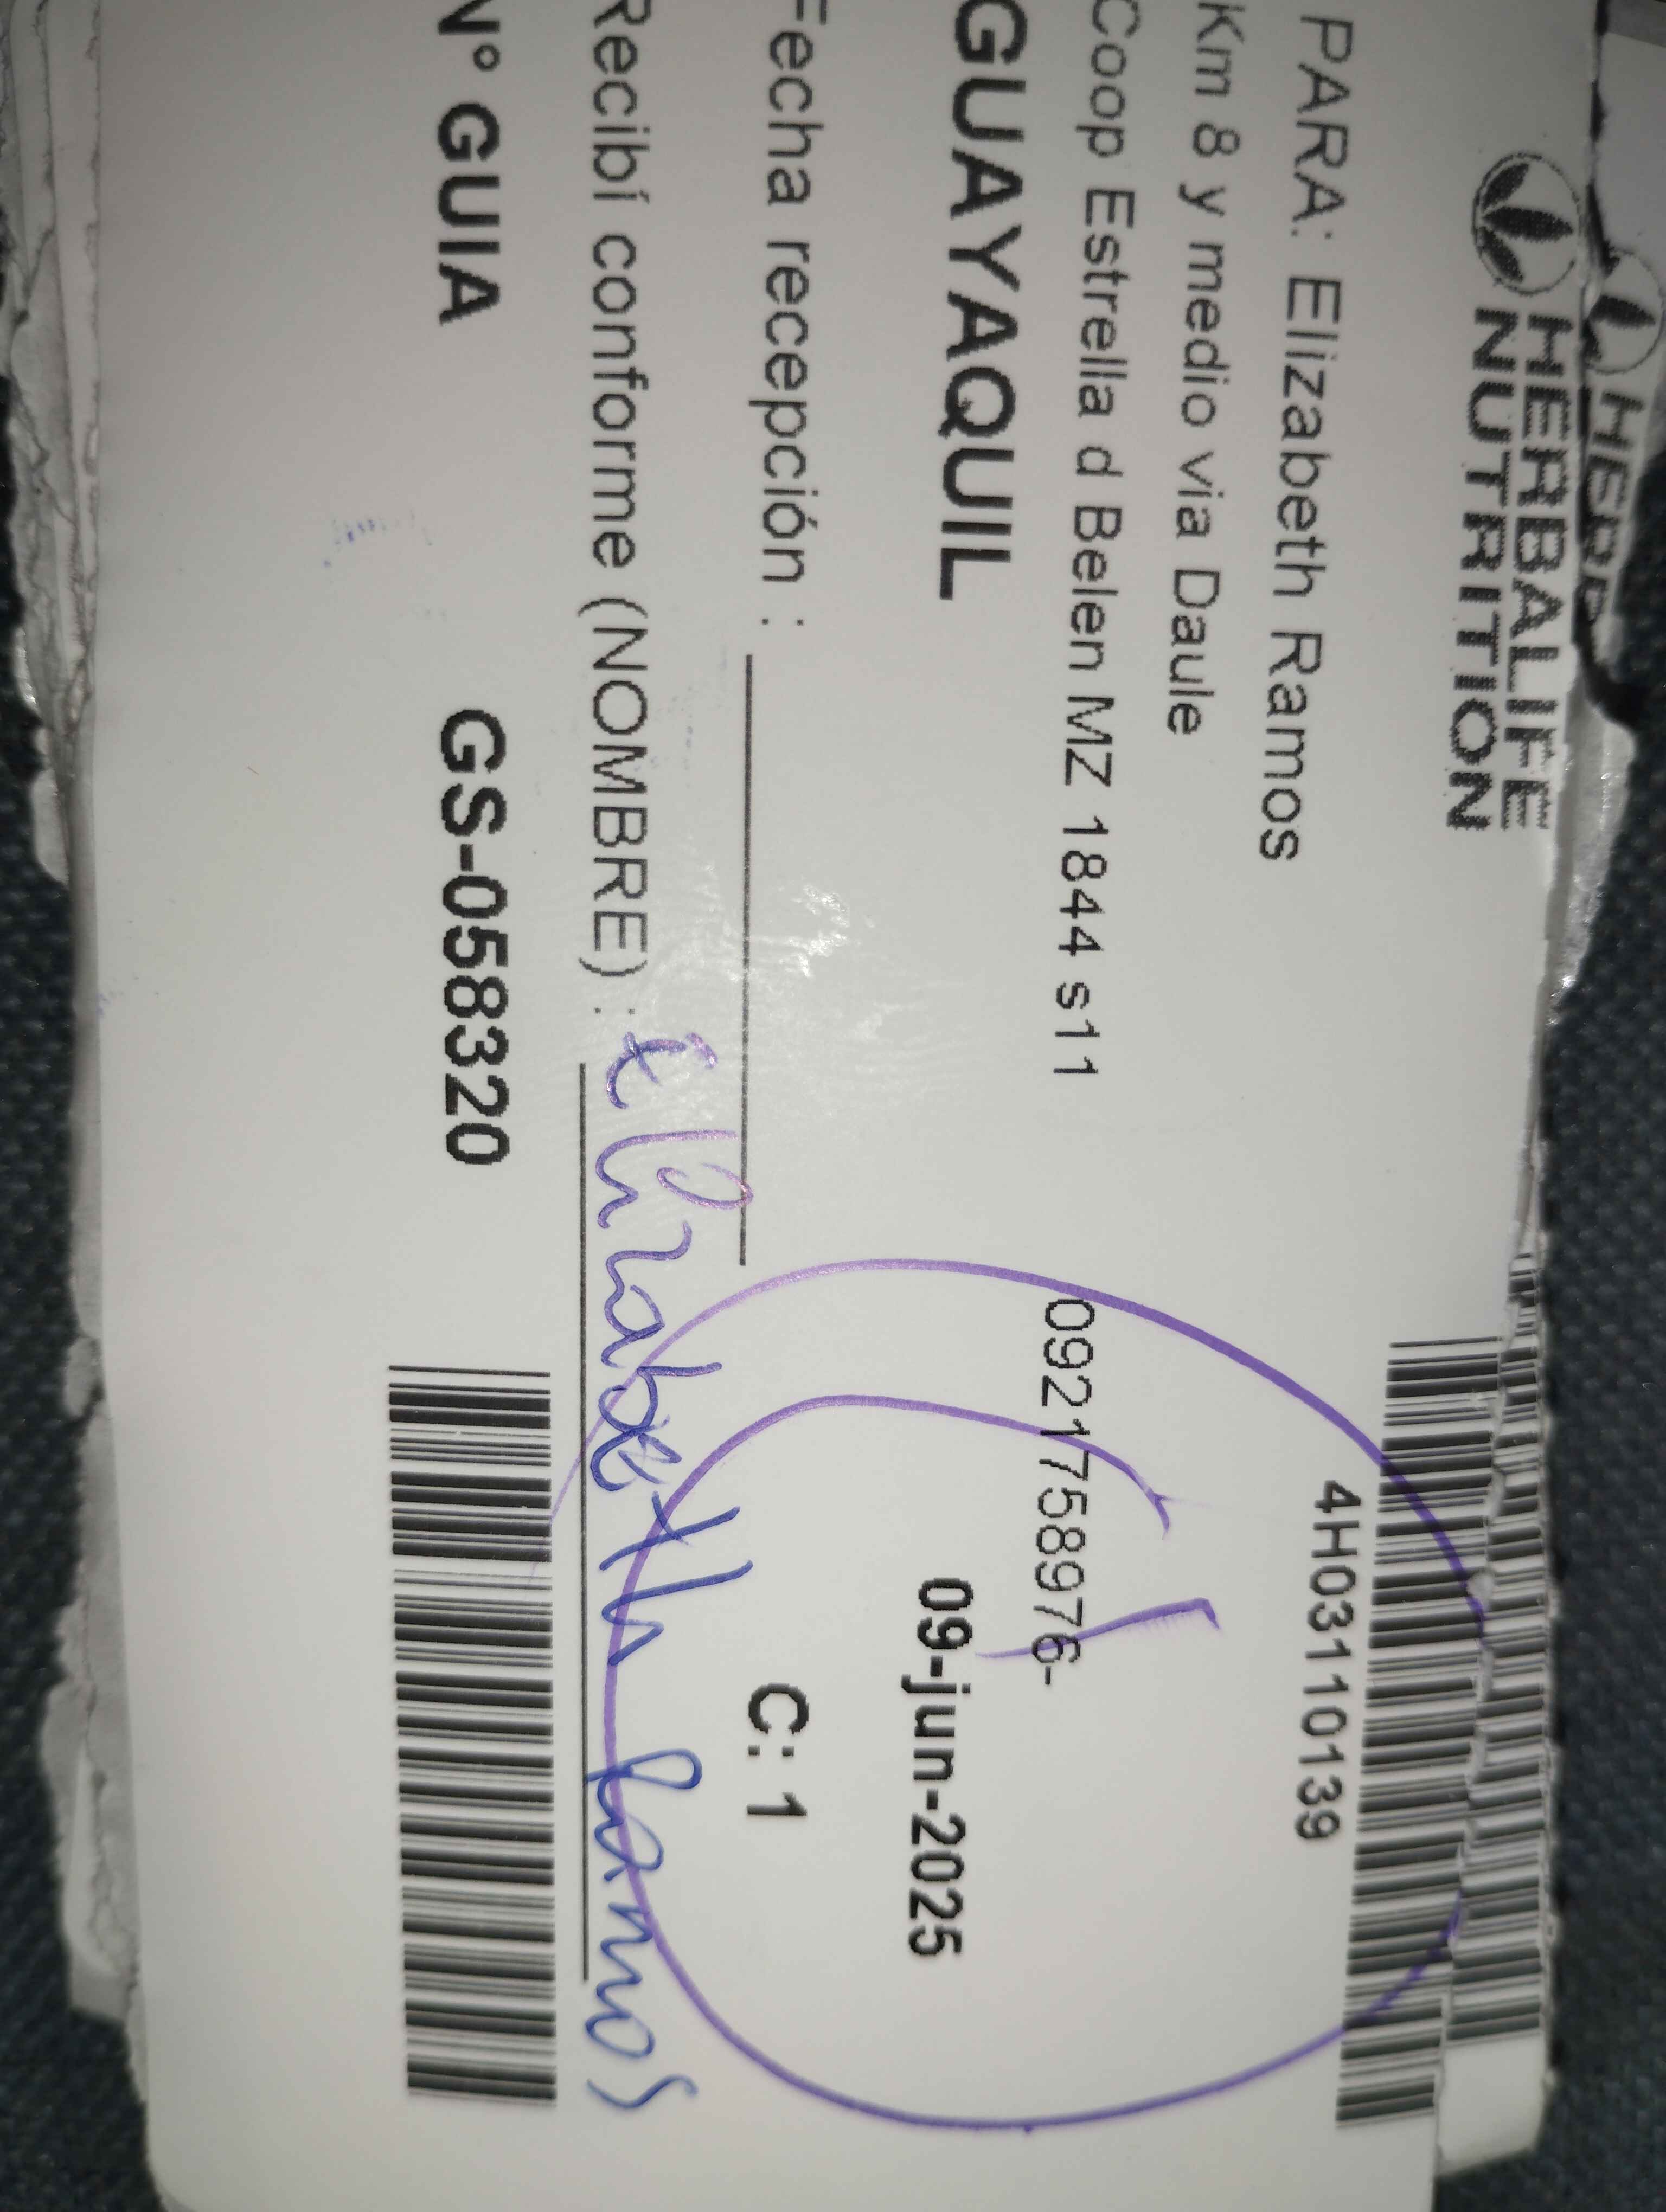 HERB
HERBALIFE
NUTRITION
4H03110139
PARA: Elizabeth Ramos
Km 8 y medio via Daule
Coop Estrella d Belen MZ 1844 s11
0921758976-
GUAYAQUIL
09-jun-2025
Fecha recepción :
C: 1
Recibí conforme (NOMBRE) : Elizabeth Ramos
N° GUIA GS-058320